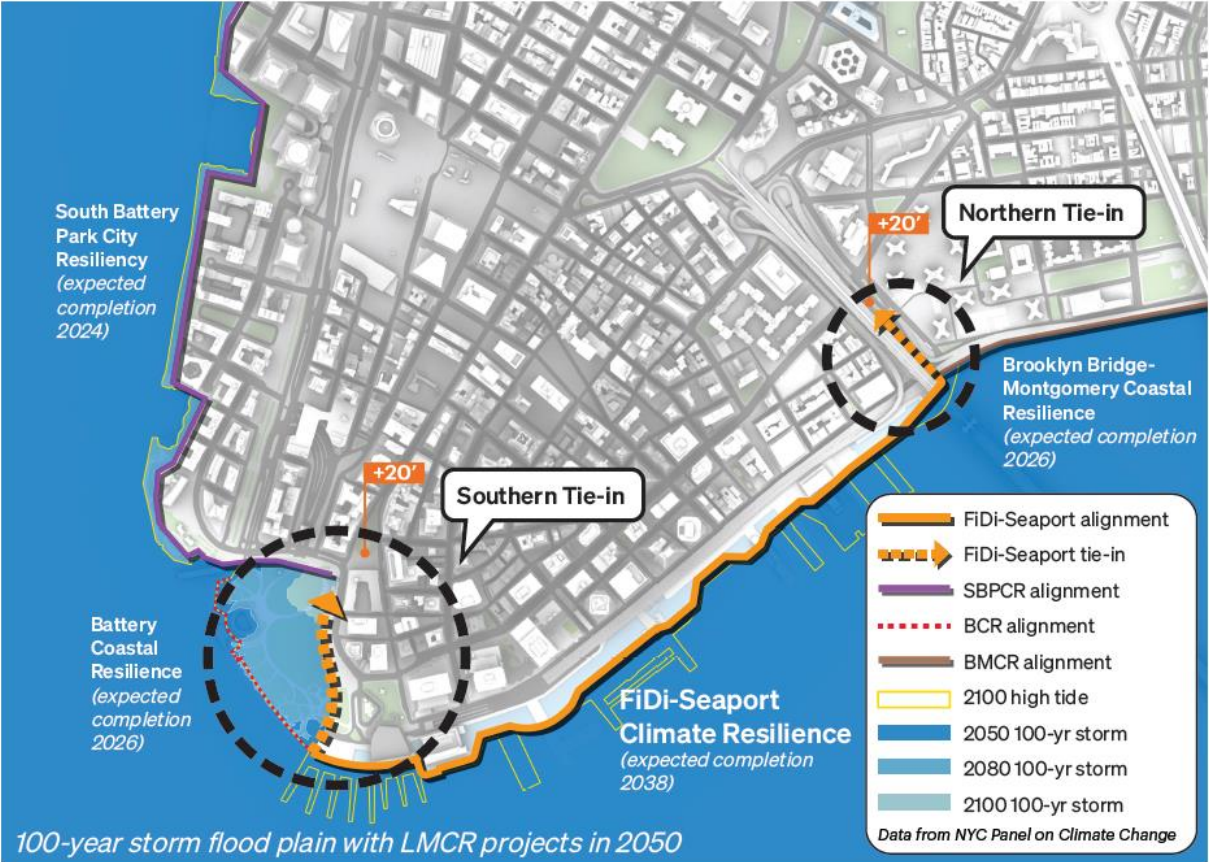 South Battery
Park City
Resiliency
(expected
completion
2024)
+20'
Northern Tie-in
Brooklyn Bridge-
Montgomery Coastal
Resilience
(expected completion
2026)
+20'
Southern Tie-in
Battery
Coastal
Resilience
(expected
completion
2026)
FiDi-Seaport
Climate Resilience
(expected completion
2038)
FiDi-Seaport alignment
FiDi-Seaport tie-in
SBPCR alignment
BCR alignment
BMCR alignment
2100 high tide
2050 100-yr storm
2080 100-yr storm
2100 100-yr storm
Data from NYC Panel on Climate Change
100-year storm flood plain with LMCR projects in 2050